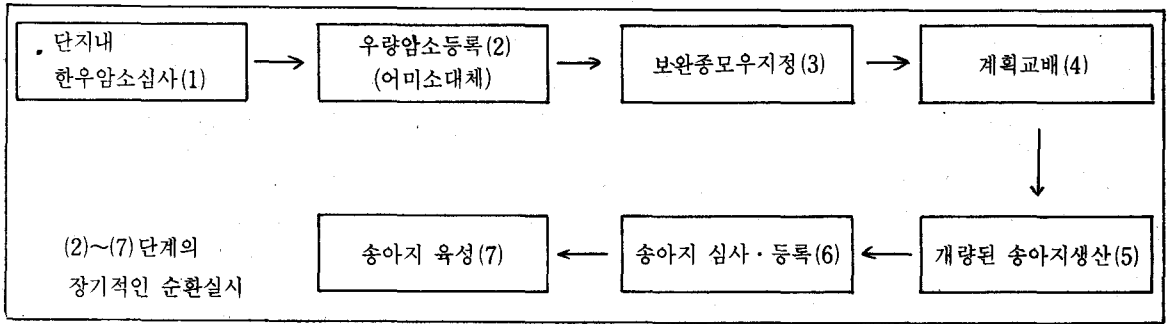 단지내
한우암소심사(1)
우량암소등록(2)
(어미소대체)
보완종모우지정(3)
계획교배(4)
개량된 송아지생산(5)
송아지 심사·등록(6)
송아지 육성(7)
(2)~(7)단계의
장기적인 순환실시